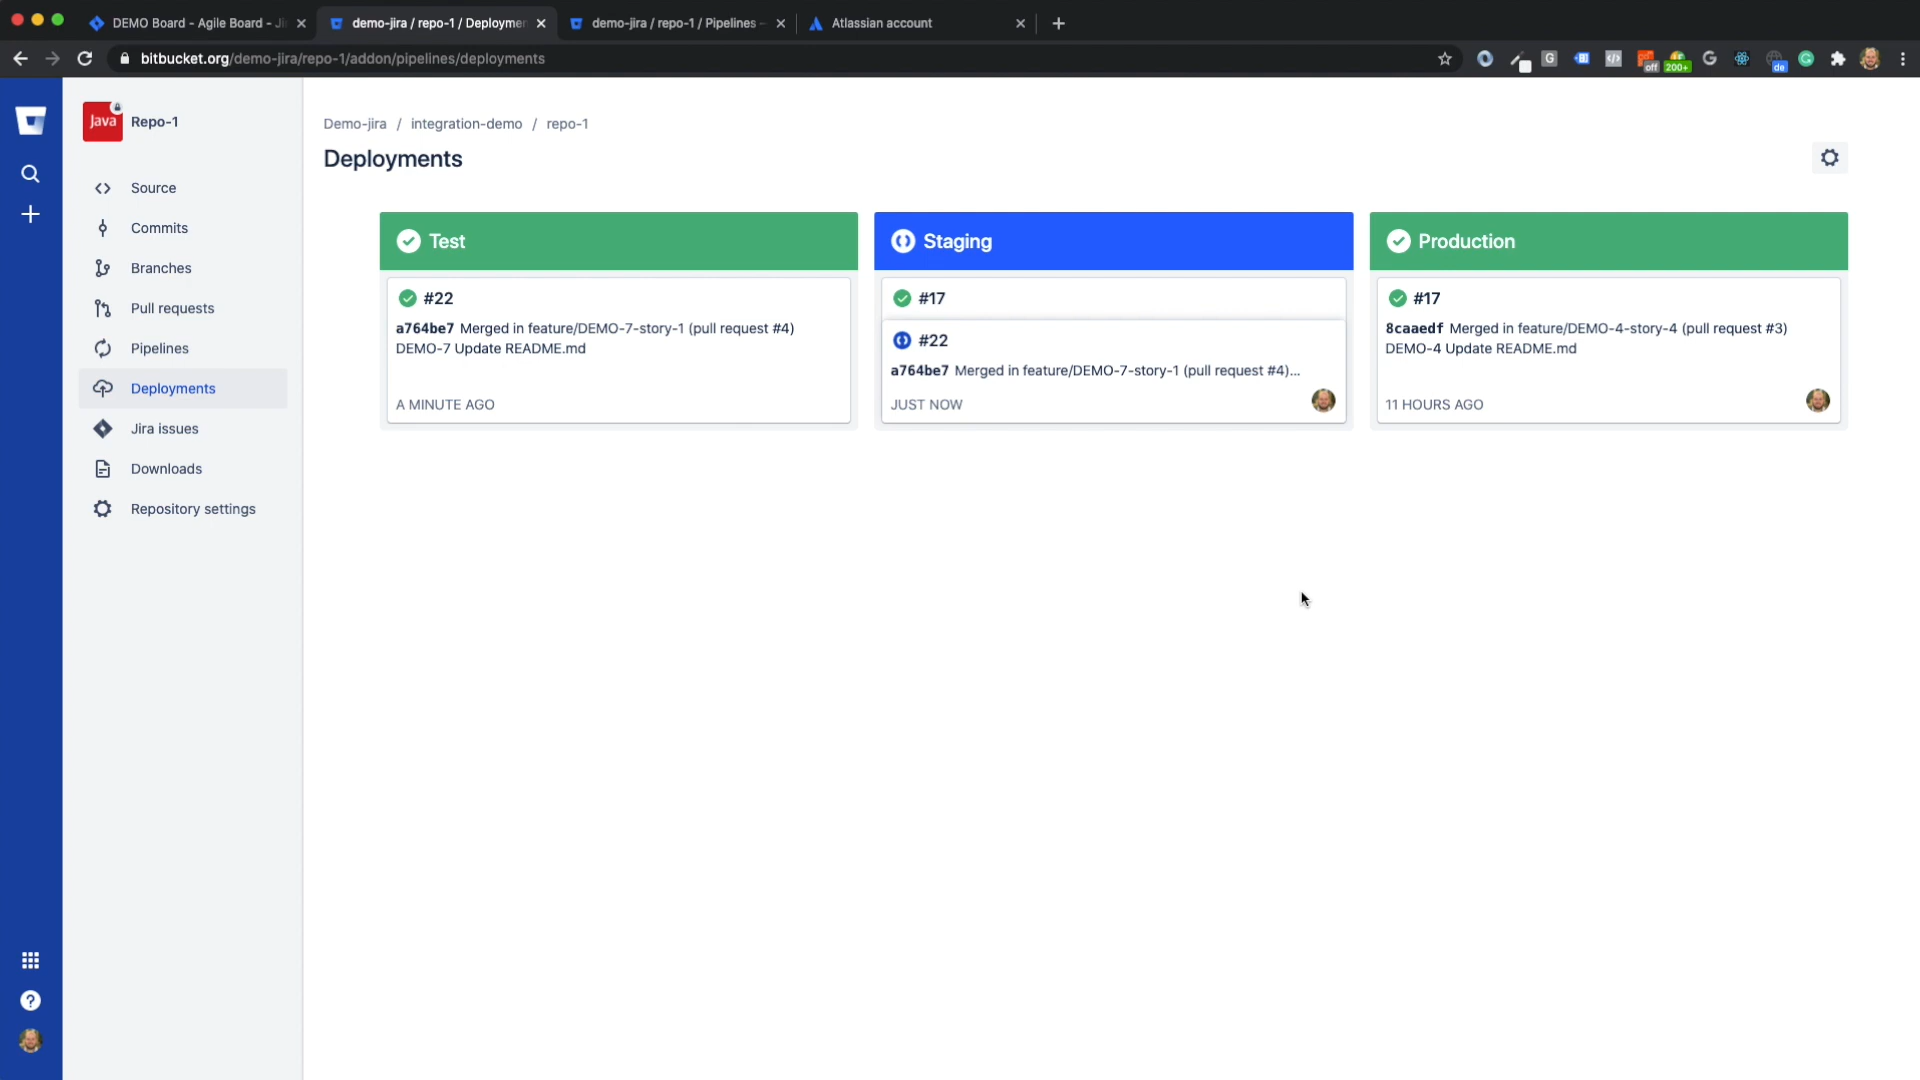 DEMO Board - Agile Board - Ji
demo-jira / repo-1 / Deploymen
demo-jira / repo-1 / Pipelines –
Atlassian account
bitbucket.org/demo-jira/repo-1/addon/pipelines/deployments
G
off
200+
G
de
Java
Repo-1
Source
Commits
Branches
Pull requests
Pipelines
Deployments
Jira issues
Downloads
Repository settings
Demo-jira / integration-demo / repo-1
Deployments
Test
#22
a764be7 Merged in feature/DEMO-7-story-1 (pull request #4)
DEMO-7 Update README.md
A MINUTE AGO
Staging
#17
#22
a764be7 Merged in feature/DEMO-7-story-1 (pull request #4)...
JUST NOW
Production
#17
8caaedf Merged in feature/DEMO-4-story-4 (pull request #3)
DEMO-4 Update README.md
11 HOURS AGO